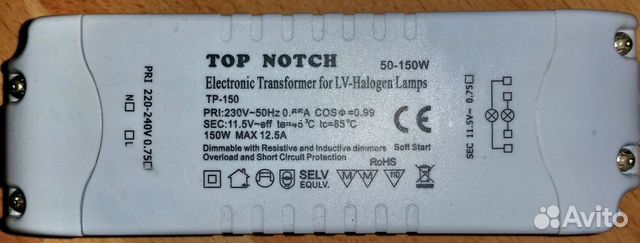 TOP NOTCH
50-150W
Electronic Transformer for LV-Halogen Lamps
TP-150
PRI:230V~50Hz 0.65A COSΦ=0.99
SEC:11.5V~eff ta=45℃ tc=85℃
150W MAX 12.5A
Dimmable with Resistive and Inductive dimmers
Soft Start
Overload and Short Circuit Protection
RoHS
SELV
EQUIV.
M M 110
CE
PRI 220-240V 0.75
N
L
SEC 11.5V~ 0.75
Avito